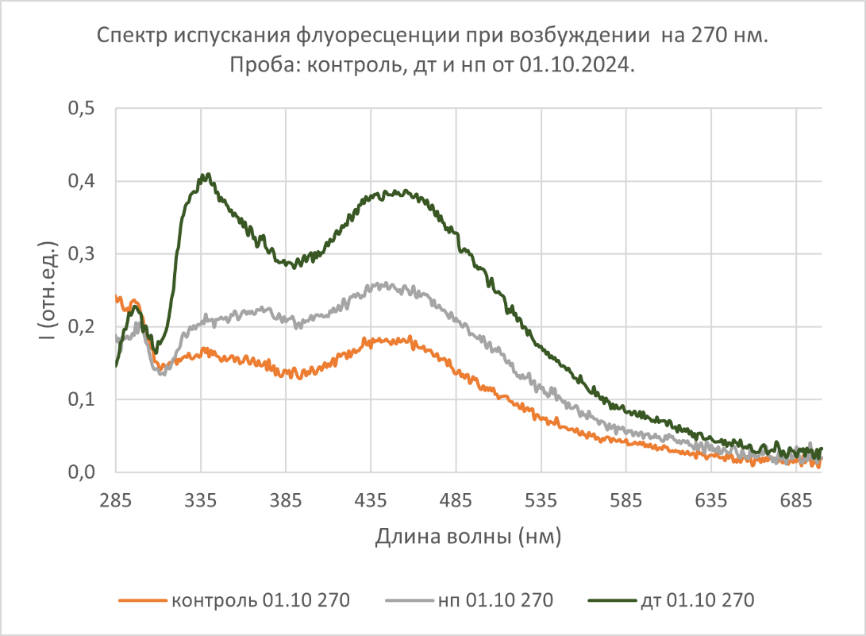 Спектр испускания флуоресценции при возбуждении на 270 нм.
Проба: контроль, дт и нп от 01.10.2024.
0,5
0,4
0,3
0,2
0,1
0,0
I (отн.ед.)
285 335 385 435 485 535 585 635 685
Длина волны (нм)
контроль 01.10 270 нп 01.10 270 дт 01.10 270